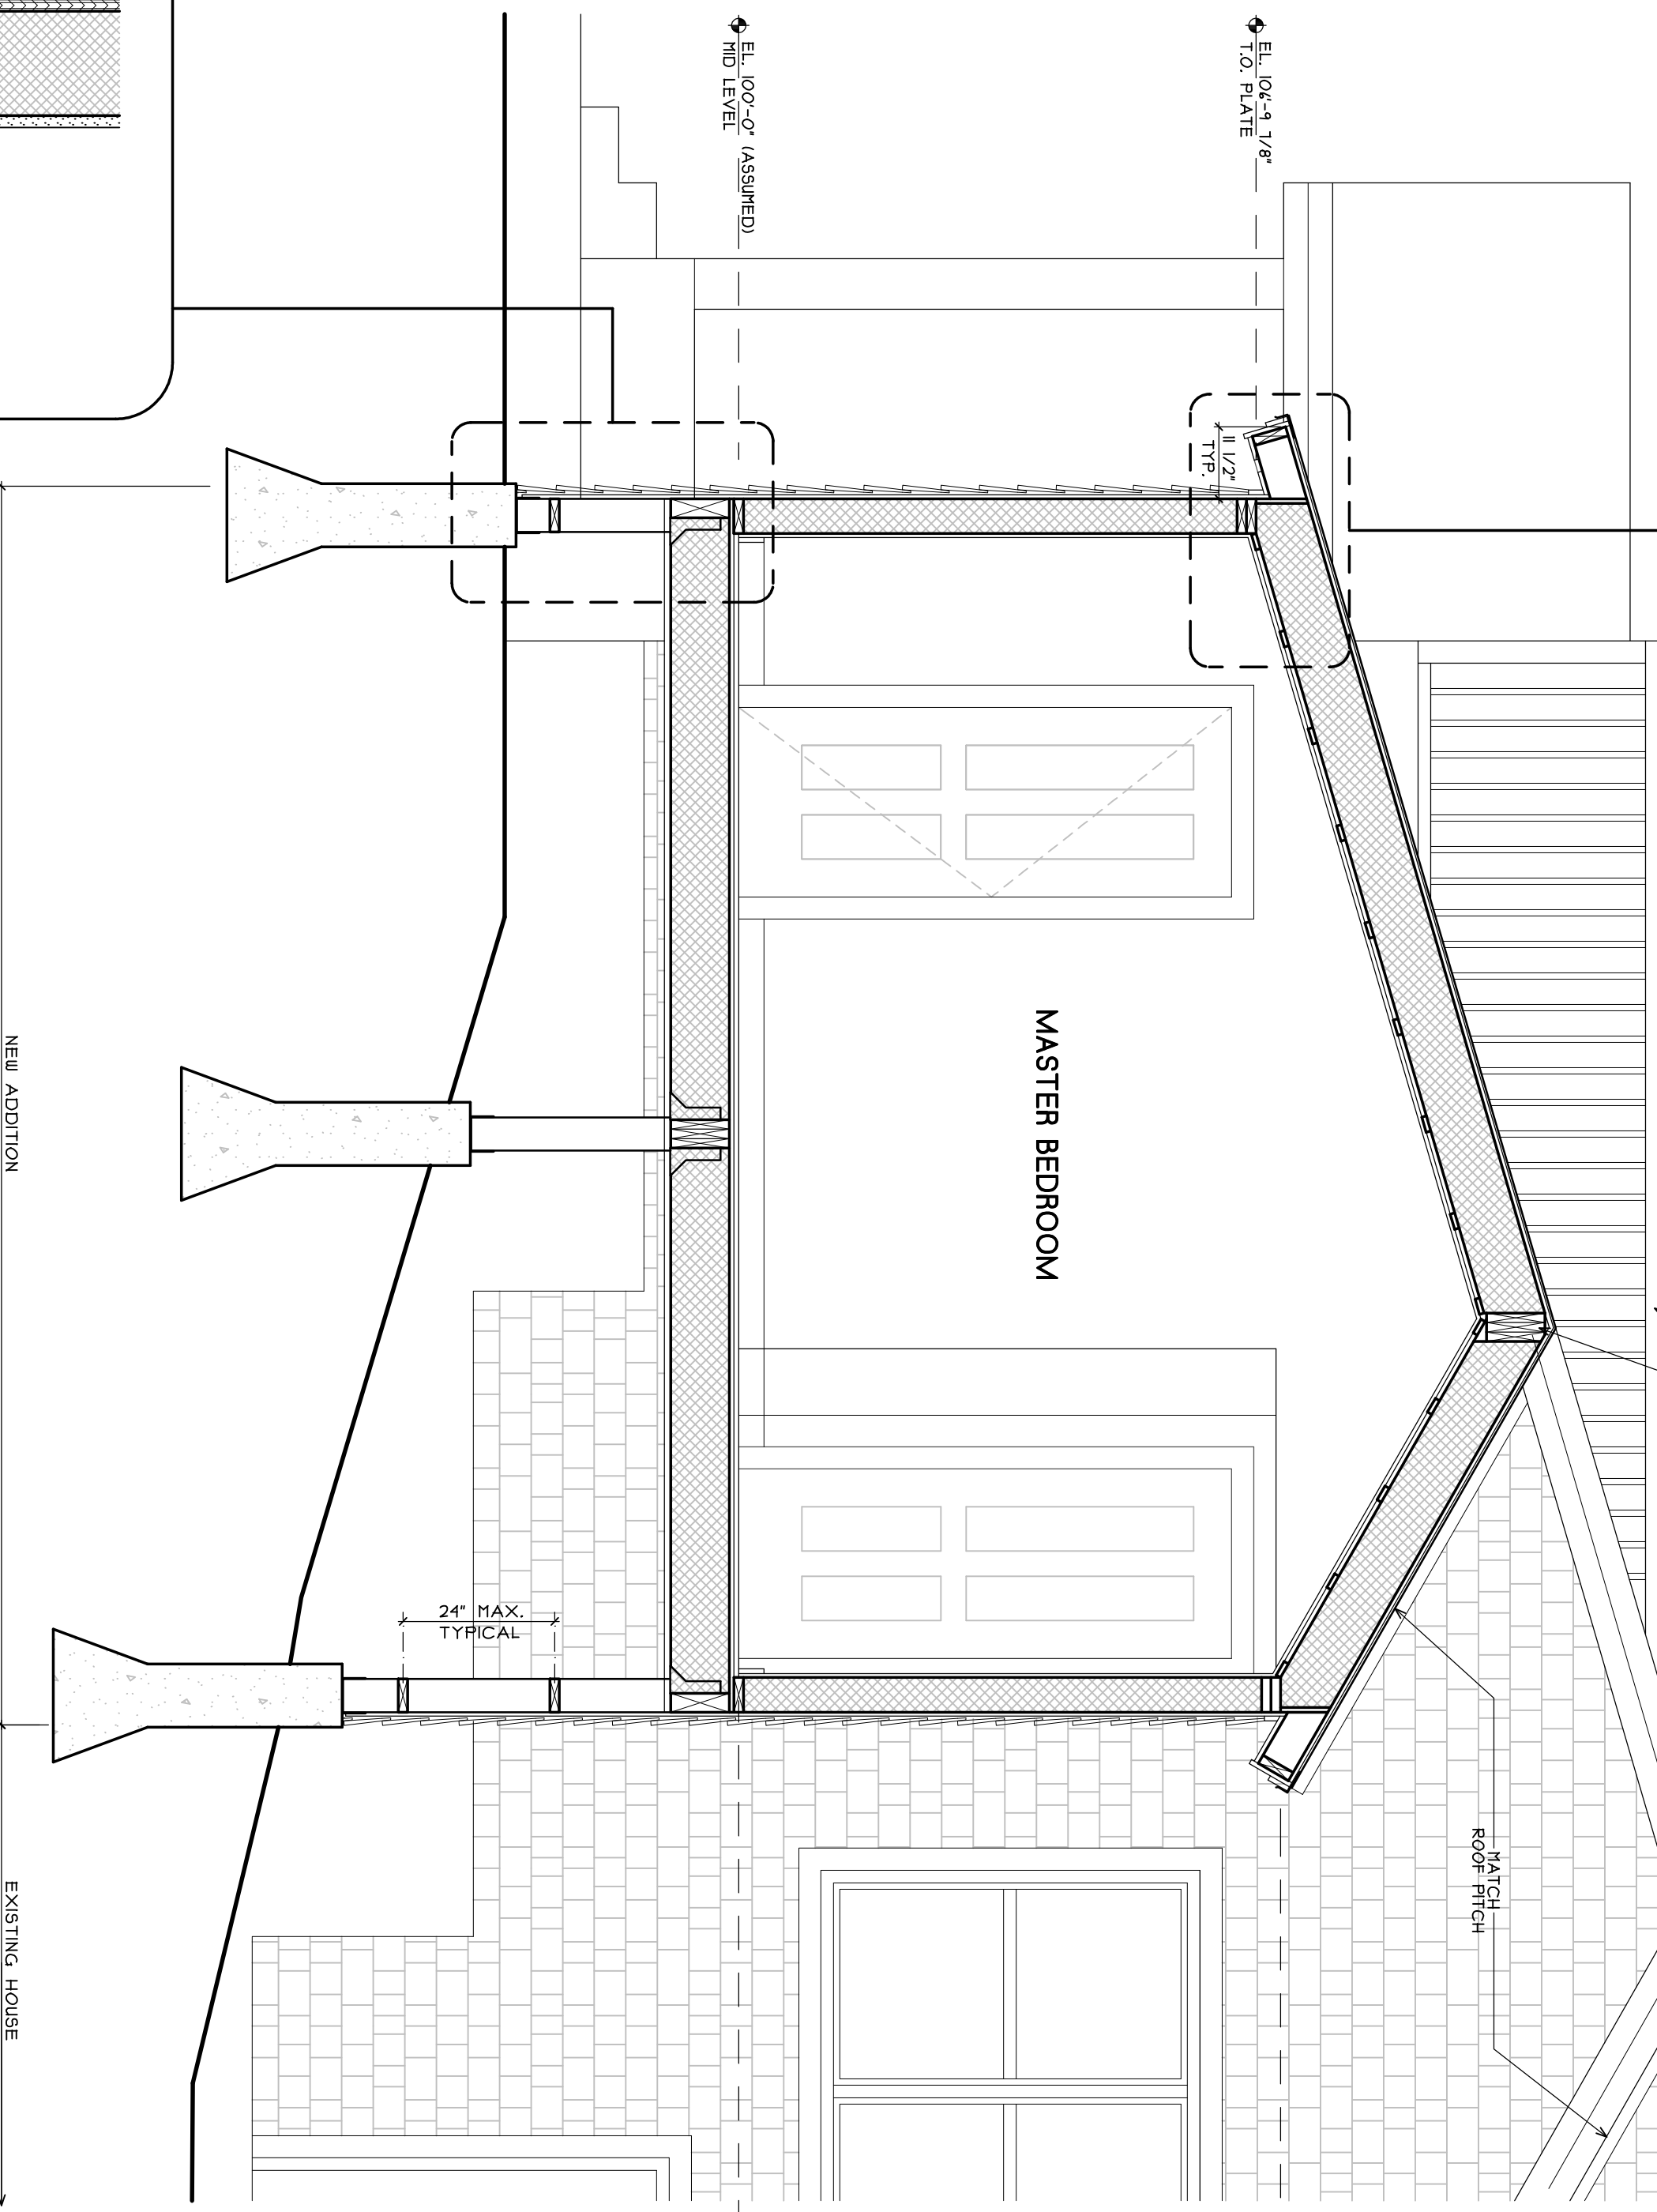 EL. 106'-9 7/8"
T.O. PLATE
EL. 100'-0" (ASSUMED)
MID LEVEL
11 1/2"
TYP.
MASTER BEDROOM
MATCH
ROOF PITCH
24" MAX.
TYPICAL
NEW ADDITION
EXISTING HOUSE